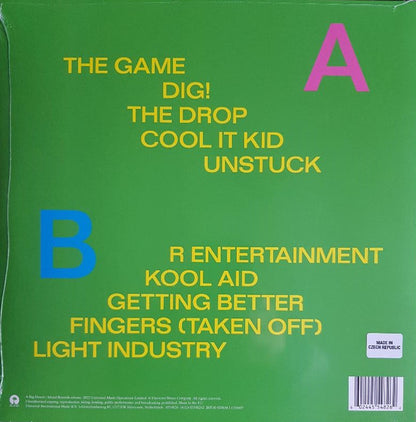 A
THE GAME
DIG!
THE DROP
COOL IT KID
UNSTUCK
B
R ENTERTAINMENT
KOOL AID
GETTING BETTER
FINGERS (TAKEN OFF)
LIGHT INDUSTRY
MADE IN
CZECH REPUBLIC